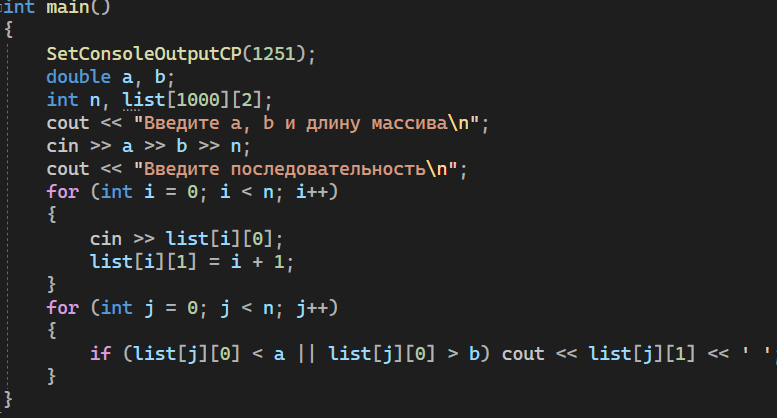 int main()
{
SetConsoleOutputCP(1251);
double a, b;
int n, list[1000][2];
cout << "Введите a, b и длину массива\n";
cin >> a >> b >> n;
cout << "Введите последовательность\n";
for (int i = 0; i < n; i++)
{
cin >> list[i][0];
list[i][1] = i + 1;
}
for (int j = 0; j < n; j++)
{
if (list[j][0] < a || list[j][0] > b) cout << list[j][1] << ' ';
}
}